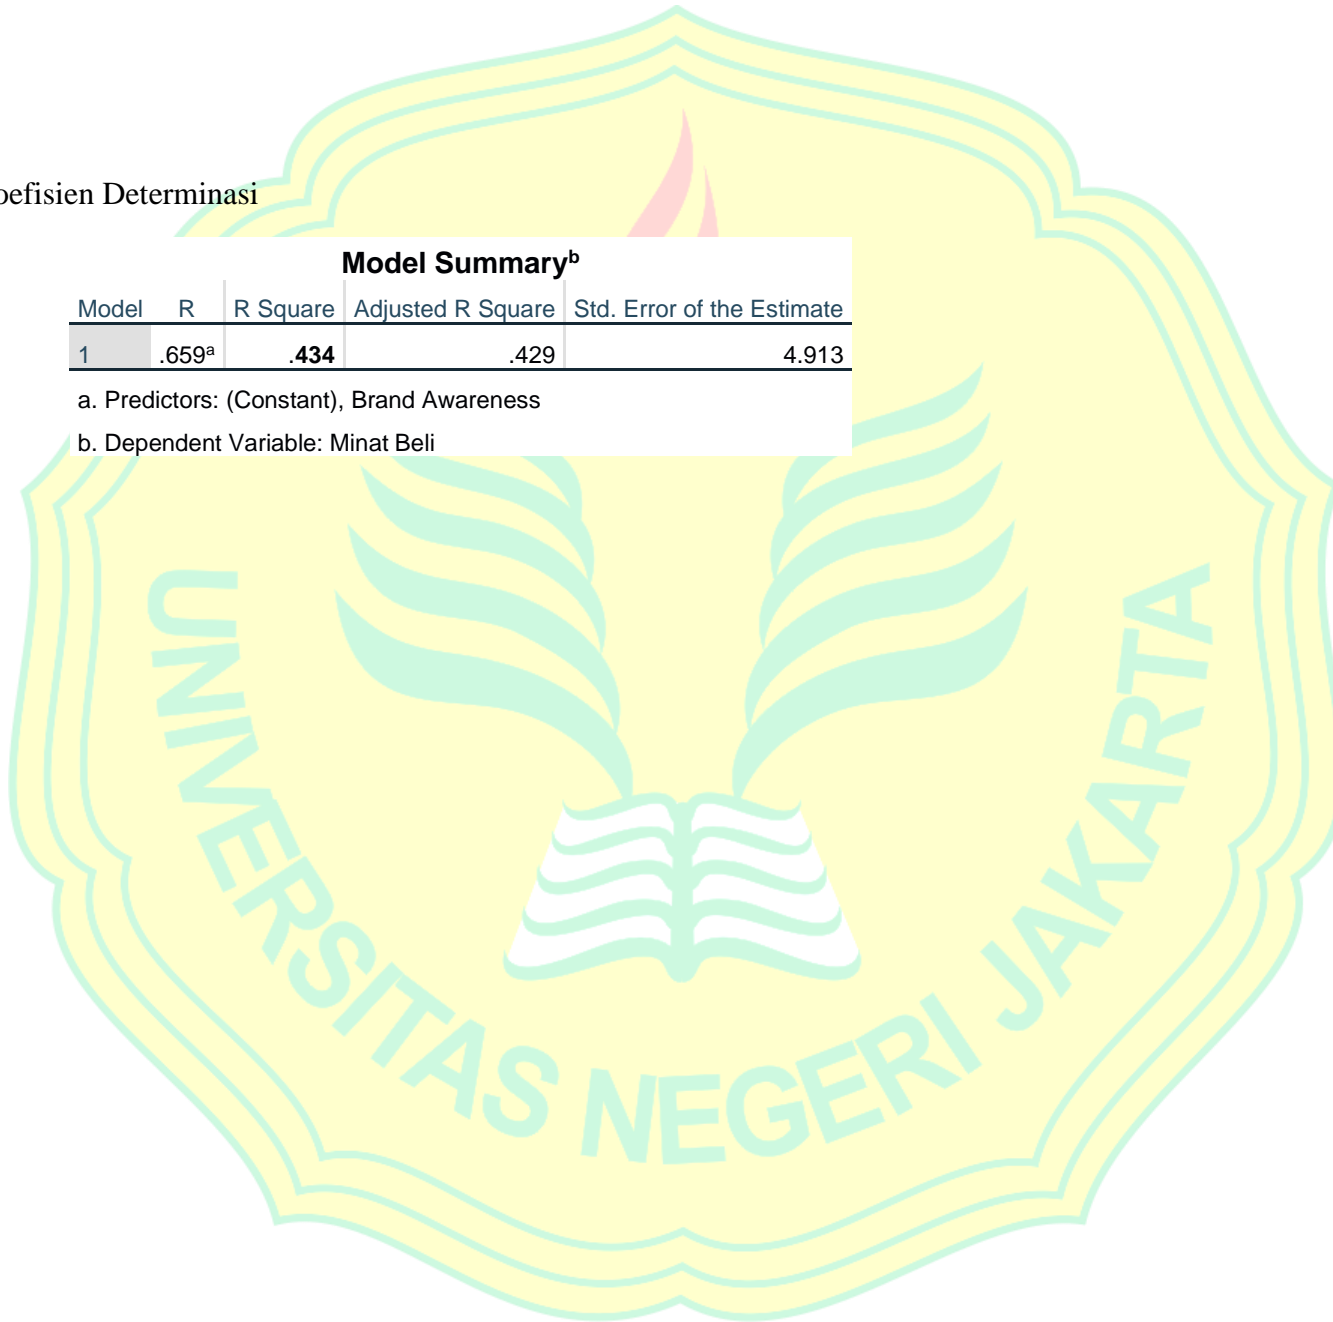 oefisien Determinasi
Model Summaryᵇ
Model R R Square Adjusted R Square Std. Error of the Estimate
1 .659ᵃ .434 .429 4.913
a. Predictors: (Constant), Brand Awareness
b. Dependent Variable: Minat Beli
UNIVERSITAS NEGERI JAKARTA